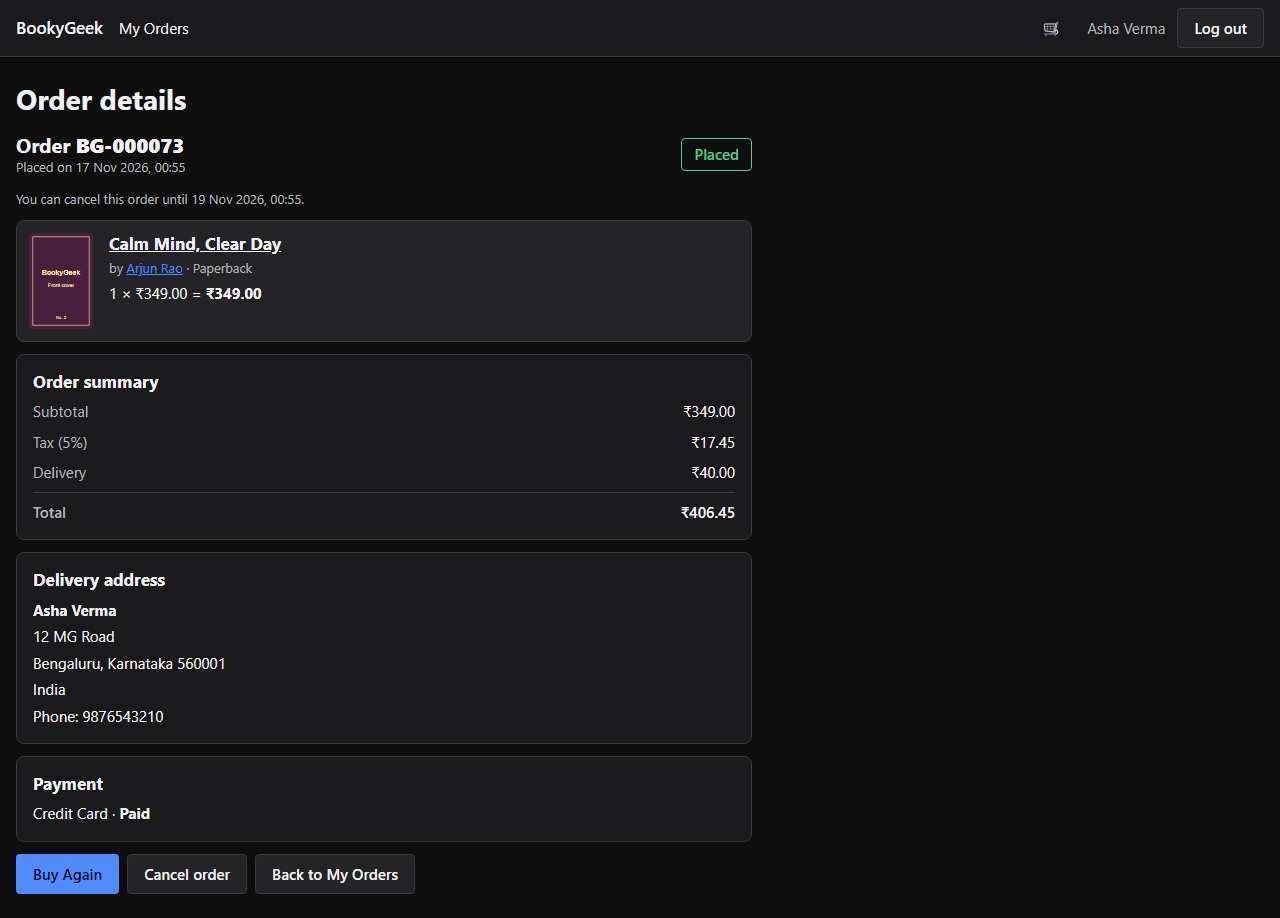 BookyGeek My Orders Asha Verma Log out
Order details
Order BG-000073
Placed
Placed on 17 Nov 2026, 00:55
You can cancel this order until 19 Nov 2026, 00:55.
BookyGeek
Front cover
No. 2
Calm Mind, Clear Day
by Arjun Rao · Paperback
1 × ₹349.00 = ₹349.00
Order summary
Subtotal ₹349.00
Tax (5%) ₹17.45
Delivery ₹40.00
Total ₹406.45
Delivery address
Asha Verma
12 MG Road
Bengaluru, Karnataka 560001
India
Phone: 9876543210
Payment
Credit Card · Paid
Buy Again Cancel order Back to My Orders